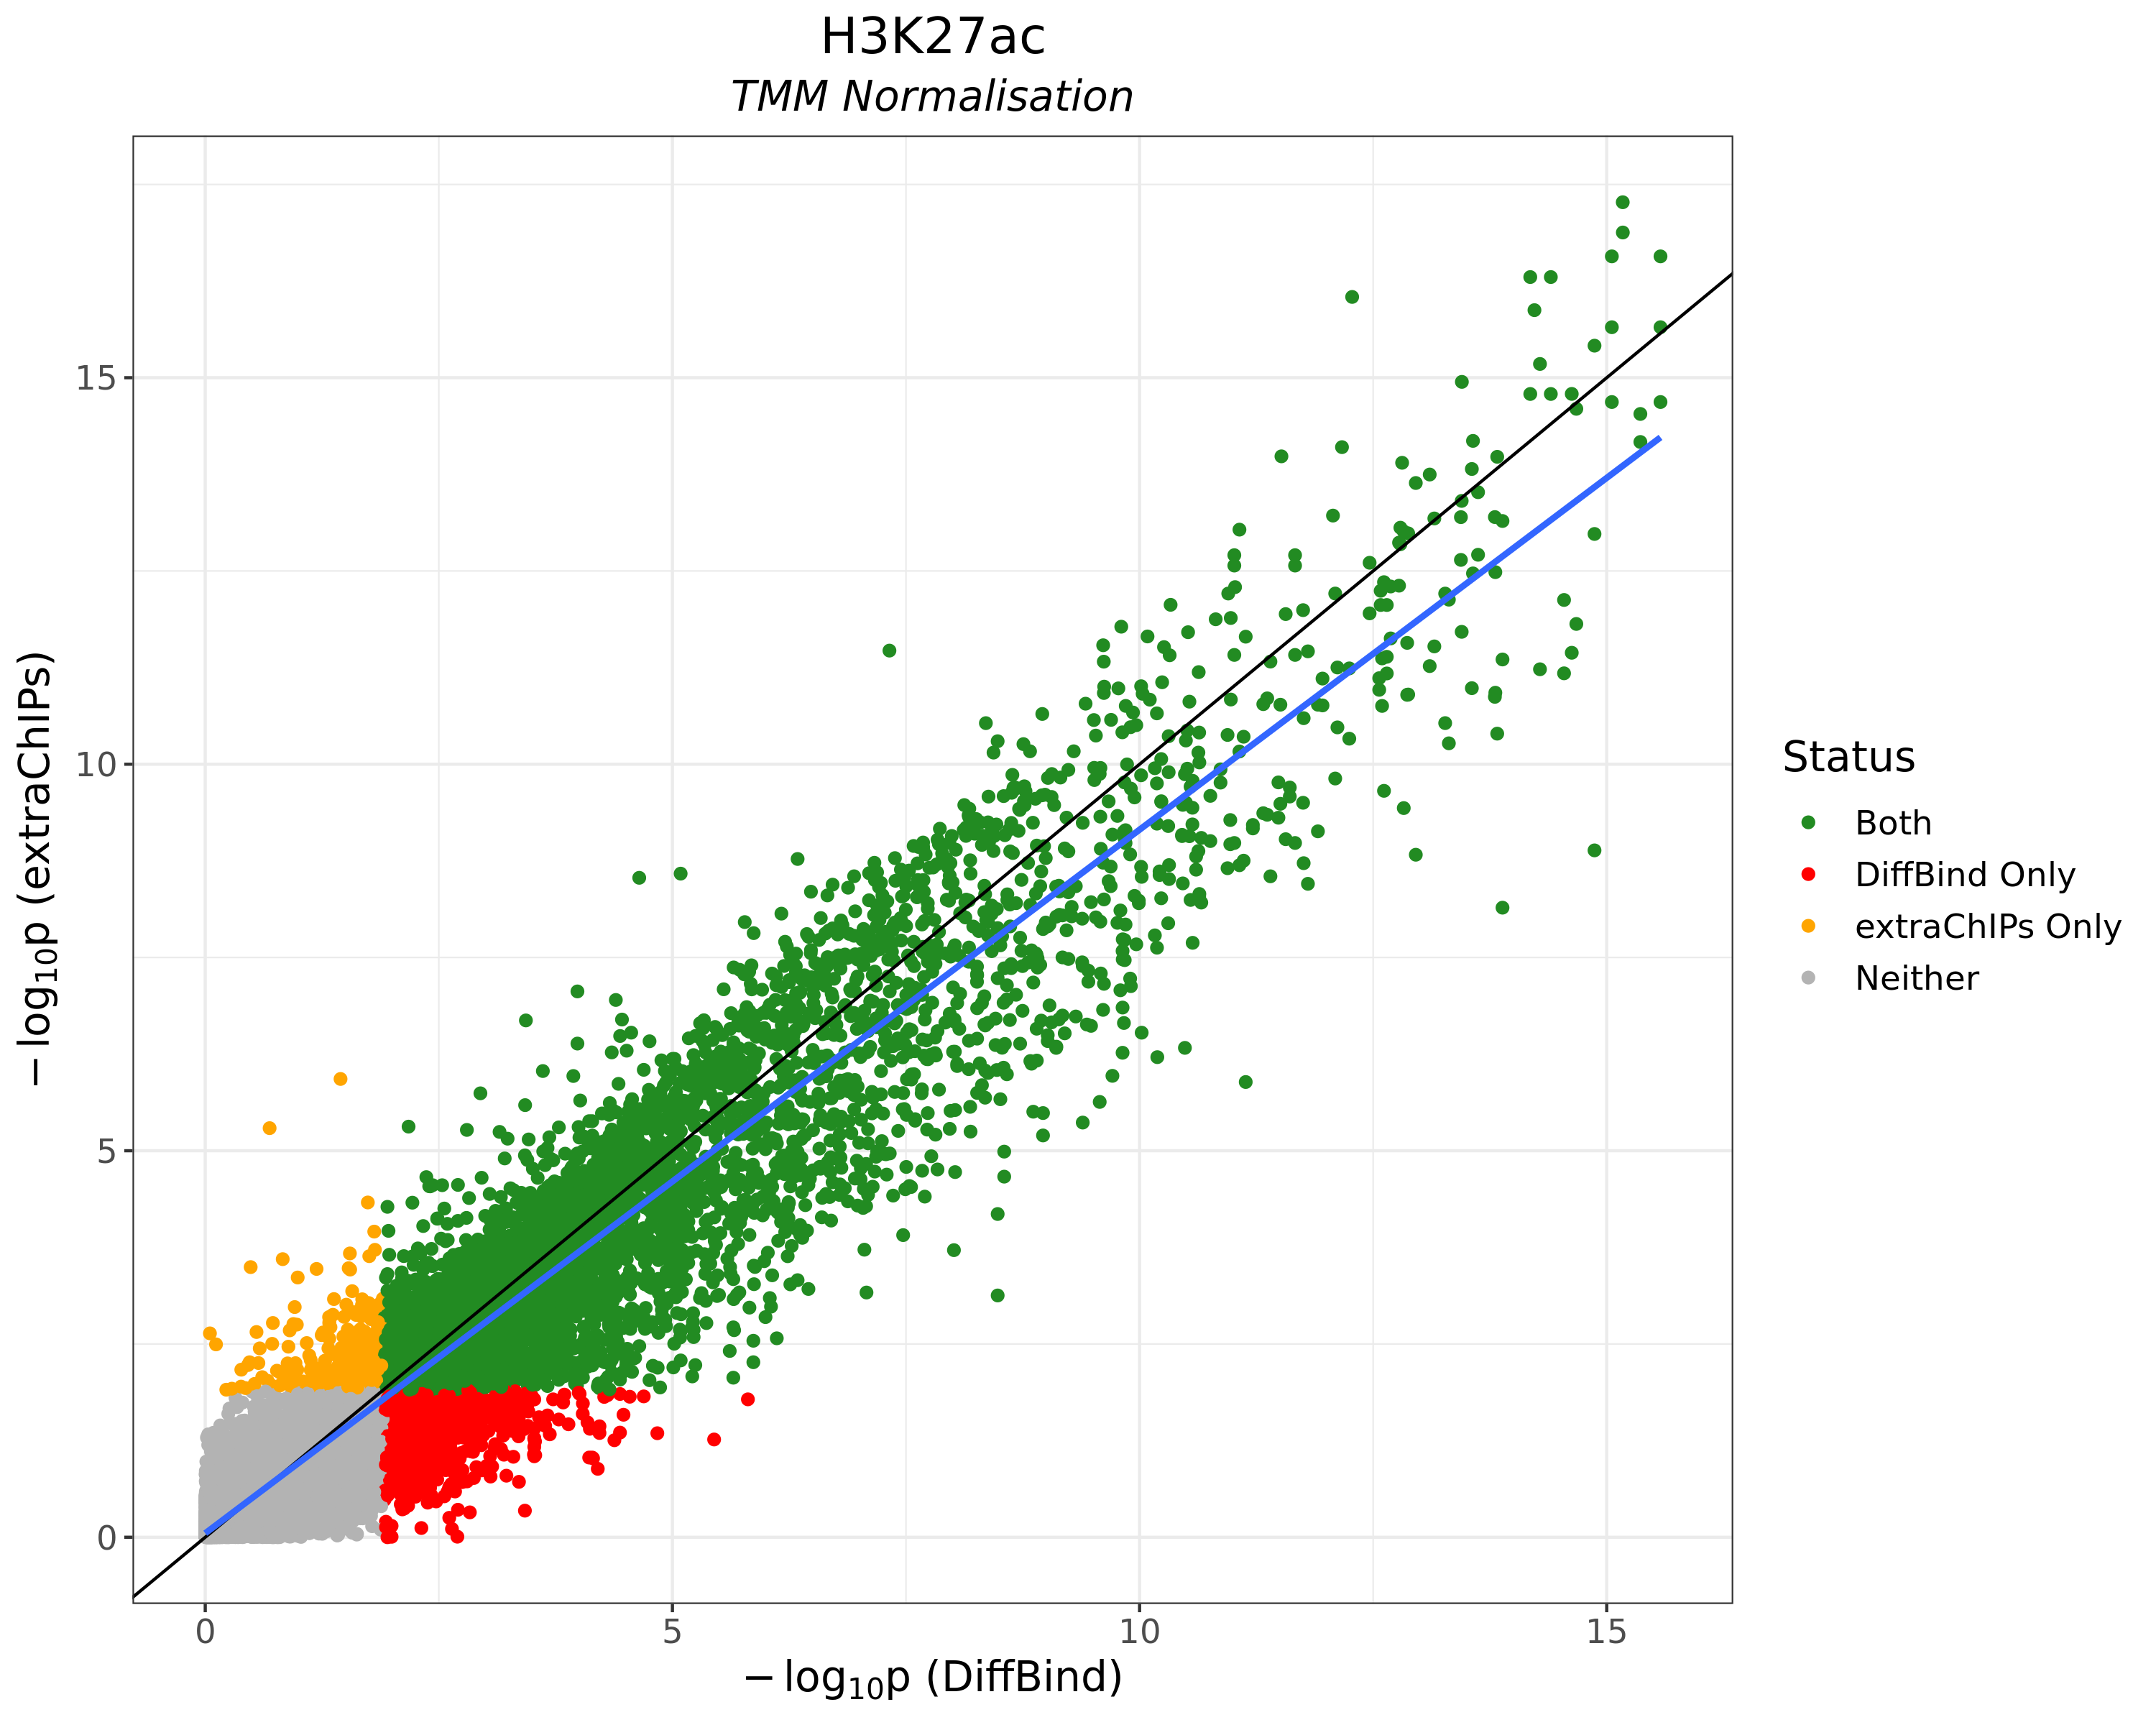 H3K27ac
TMM Normalisation
−log₁₀p (extraChIPs)
15
10
5
0
0 5 10 15
−log₁₀p (DiffBind)
Status
Both
DiffBind Only
extraChIPs Only
Neither